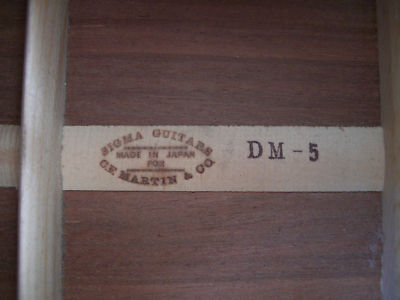 SIGMA GUITARS
MADE IN JAPAN
FOR
C.F. MARTIN & CO
DM-5